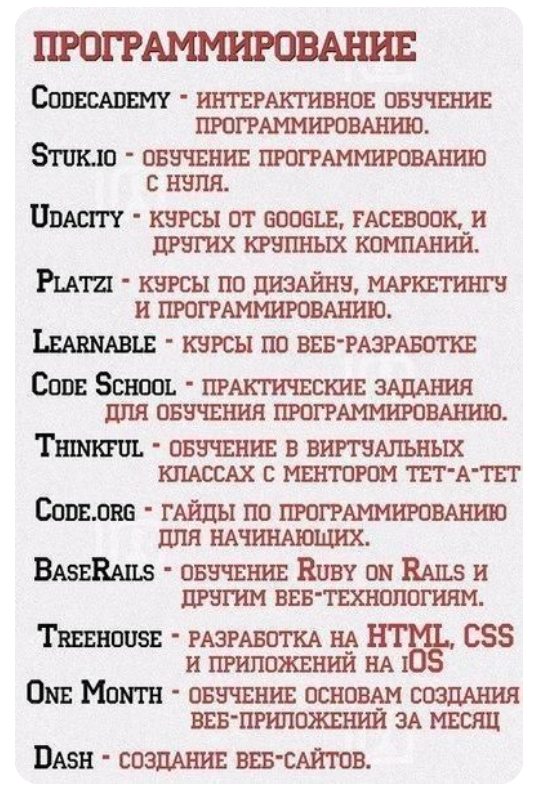 ПРОГРАММИРОВАНИЕ
CODECADEMY - ИНТЕРАКТИВНОЕ ОБУЧЕНИЕ
ПРОГРАММИРОВАНИЮ.
STUK.IO - ОБУЧЕНИЕ ПРОГРАММИРОВАНИЮ
С НУЛЯ.
UDACITY - КУРСЫ ОТ GOOGLE, FACEBOOK, И
ДРУГИХ КРУПНЫХ КОМПАНИЙ.
PLATZI - КУРСЫ ПО ДИЗАЙНУ, МАРКЕТИНГУ
И ПРОГРАММИРОВАНИЮ.
LEARNABLE - КУРСЫ ПО ВЕБ-РАЗРАБОТКЕ
CODE SCHOOL - ПРАКТИЧЕСКИЕ ЗАДАНИЯ
ДЛЯ ОБУЧЕНИЯ ПРОГРАММИРОВАНИЮ.
THINKFUL - ОБУЧЕНИЕ В ВИРТУАЛЬНЫХ
КЛАССАХ С МЕНТОРОМ ТЕТ-А-ТЕТ
CODE.ORG - ГАЙДЫ ПО ПРОГРАММИРОВАНИЮ
ДЛЯ НАЧИНАЮЩИХ.
BASERAILS - ОБУЧЕНИЕ RUBY ON RAILS И
ДРУГИМ ВЕБ-ТЕХНОЛОГИЯМ.
TREEHOUSE - РАЗРАБОТКА НА HTML, CSS
И ПРИЛОЖЕНИЙ НА IOS
ONE MONTH - ОБУЧЕНИЕ ОСНОВАМ СОЗДАНИЯ
ВЕБ-ПРИЛОЖЕНИЙ ЗА МЕСЯЦ
DASH - СОЗДАНИЕ ВЕБ-САЙТОВ.